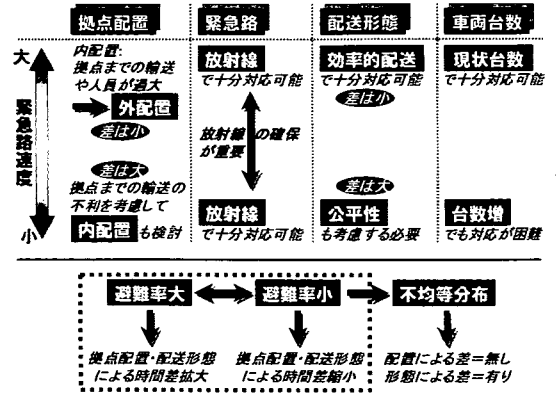 拠点配置 緊急路 配送形態 車両台数
大
緊急路速度
小
内配置:
拠点までの輸送
や人員が過大
外配置
差は小
差は大
拠点までの輸送の
不利を考慮して
内配置も検討
放射線
で十分対応可能
放射線の確保
が重要
放射線
で十分対応可能
効率的配送
で十分対応可能
差は小
差は大
公平性
も考慮する必要
現状台数
で十分対応可能
台数増
でも対応が困難
避難率大 避難率小 不均等分布
拠点配置・配送形態
による時間差拡大
拠点配置・配送形態
による時間差縮小
配置による差=無し
形態による差=有り